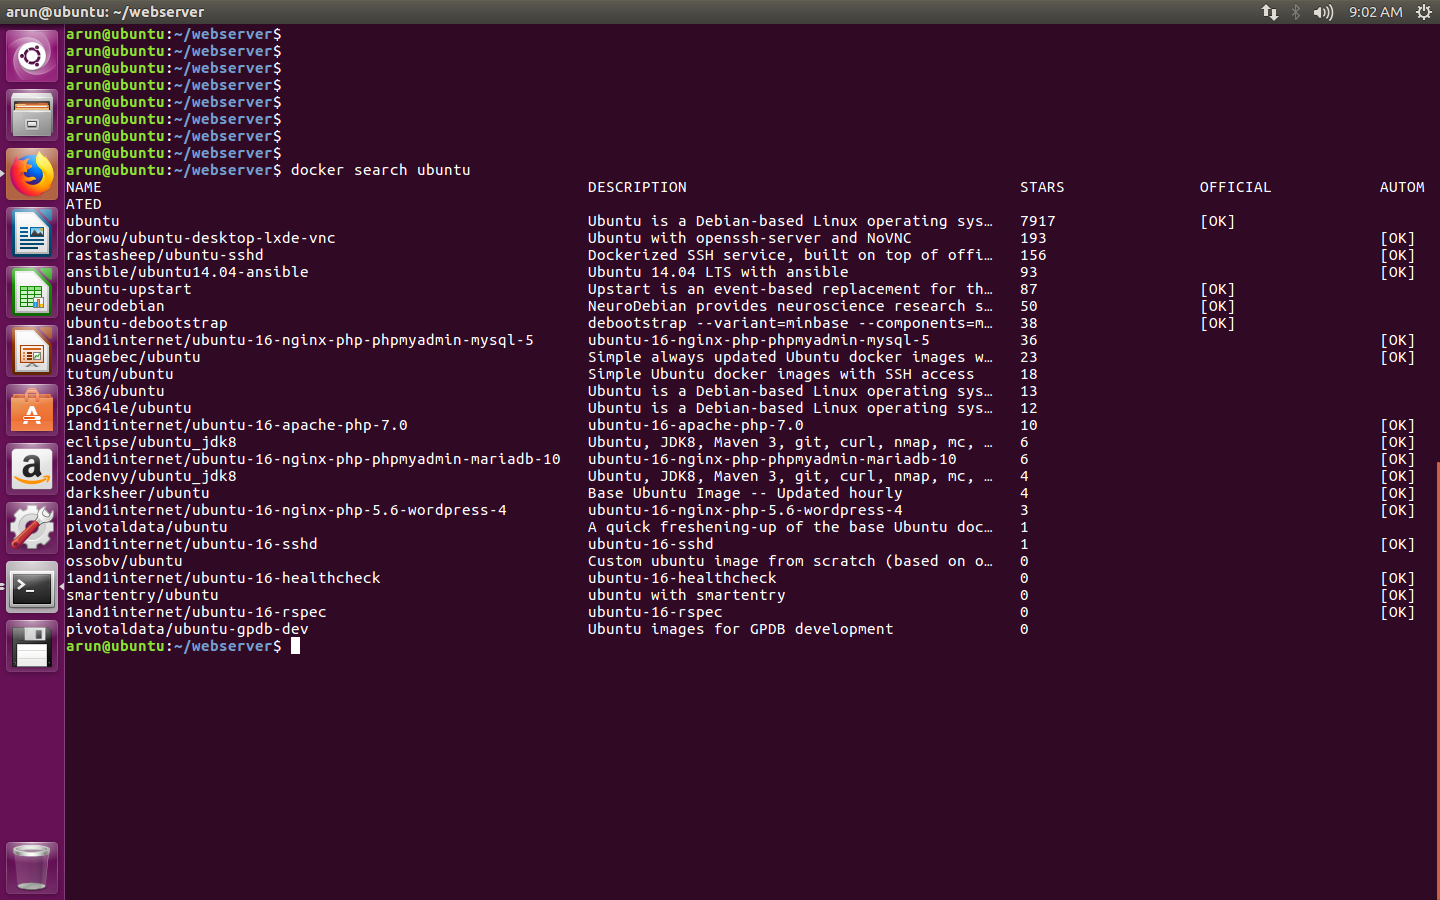 arun@ubuntu: ~/webserver 9:02 AM
arun@ubuntu:~/webserver$
arun@ubuntu:~/webserver$
arun@ubuntu:~/webserver$
arun@ubuntu:~/webserver$
arun@ubuntu:~/webserver$
arun@ubuntu:~/webserver$
arun@ubuntu:~/webserver$
arun@ubuntu:~/webserver$
arun@ubuntu:~/webserver$ docker search ubuntu
NAME DESCRIPTION STARS OFFICIAL AUTOM
ATED
ubuntu Ubuntu is a Debian-based Linux operating sys… 7917 [OK]
dorowu/ubuntu-desktop-lxde-vnc Ubuntu with openssh-server and NoVNC 193 [OK]
rastasheep/ubuntu-sshd Dockerized SSH service, built on top of offi… 156 [OK]
ansible/ubuntu14.04-ansible Ubuntu 14.04 LTS with ansible 93 [OK]
ubuntu-upstart Upstart is an event-based replacement for th… 87 [OK]
neurodebian NeuroDebian provides neuroscience research s… 50 [OK]
ubuntu-debootstrap debootstrap --variant=minbase --components=m… 38 [OK]
1and1internet/ubuntu-16-nginx-php-phpmyadmin-mysql-5 ubuntu-16-nginx-php-phpmyadmin-mysql-5 36 [OK]
nuagebec/ubuntu Simple always updated Ubuntu docker images w… 23 [OK]
tutum/ubuntu Simple Ubuntu docker images with SSH access 18
i386/ubuntu Ubuntu is a Debian-based Linux operating sys… 13
ppc64le/ubuntu Ubuntu is a Debian-based Linux operating sys… 12
1and1internet/ubuntu-16-apache-php-7.0 ubuntu-16-apache-php-7.0 10 [OK]
eclipse/ubuntu_jdk8 Ubuntu, JDK8, Maven 3, git, curl, nmap, mc, … 6 [OK]
1and1internet/ubuntu-16-nginx-php-phpmyadmin-mariadb-10 ubuntu-16-nginx-php-phpmyadmin-mariadb-10 6 [OK]
codenvy/ubuntu_jdk8 Ubuntu, JDK8, Maven 3, git, curl, nmap, mc, … 4 [OK]
darksheer/ubuntu Base Ubuntu Image -- Updated hourly 4 [OK]
1and1internet/ubuntu-16-nginx-php-5.6-wordpress-4 ubuntu-16-nginx-php-5.6-wordpress-4 3 [OK]
pivotaldata/ubuntu A quick freshening-up of the base Ubuntu doc… 1
1and1internet/ubuntu-16-sshd ubuntu-16-sshd 1 [OK]
ossobv/ubuntu Custom ubuntu image from scratch (based on o… 0
1and1internet/ubuntu-16-healthcheck ubuntu-16-healthcheck 0 [OK]
smartentry/ubuntu ubuntu with smartentry 0 [OK]
1and1internet/ubuntu-16-rspec ubuntu-16-rspec 0 [OK]
pivotaldata/ubuntu-gpdb-dev Ubuntu images for GPDB development 0
arun@ubuntu:~/webserver$